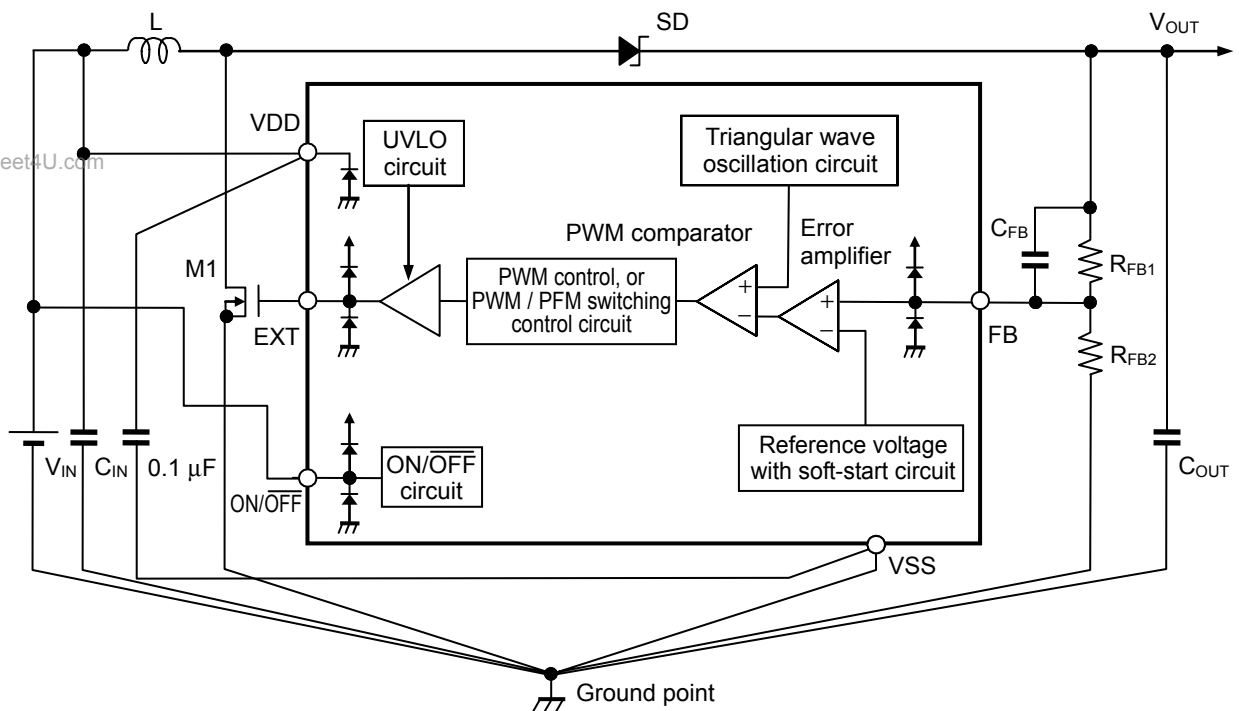 L
SD
VOUT
VDD
UVLO
circuit
Triangular wave
oscillation circuit
eet4U.com
PWM comparator
Error
amplifier
CFB
RFB1
M1
PWM control, or
PWM / PFM switching
control circuit
+
−
+
−
EXT
FB
RFB2
VIN
CIN
0.1 μF
ON/O̅F̅F̅
ON/O̅F̅F̅
circuit
Reference voltage
with soft-start circuit
COUT
VSS
Ground point